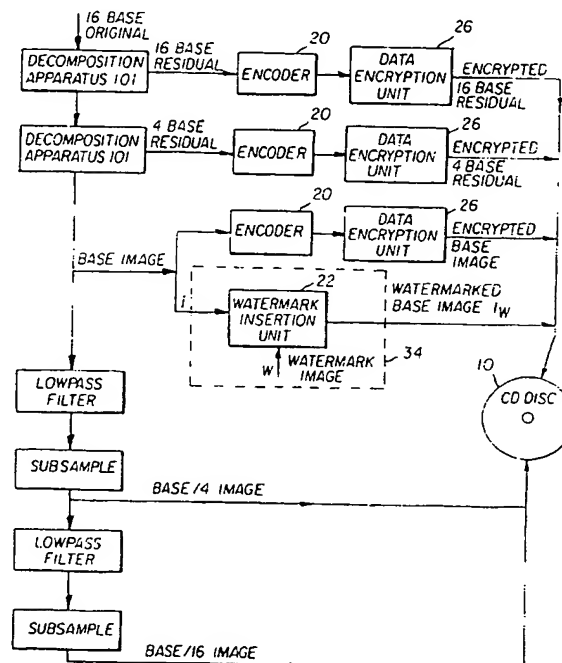 16 BASE
ORIGINAL
DECOMPOSITION
APPARATUS 101
16 BASE
RESIDUAL
20
ENCODER
26
DATA
ENCRYPTION
UNIT
ENCRYPTED
16 BASE
RESIDUAL
DECOMPOSITION
APPARATUS 101
4 BASE
RESIDUAL
20
ENCODER
26
DATA
ENCRYPTION
UNIT
ENCRYPTED
4 BASE
RESIDUAL
BASE IMAGE
20
ENCODER
26
DATA
ENCRYPTION
UNIT
ENCRYPTED
BASE
IMAGE
i
22
WATERMARK
INSERTION
UNIT
WATERMARKED
BASE IMAGE IW
W
WATERMARK
IMAGE
34
10
CD DISC
LOWPASS
FILTER
SUBSAMPLE
BASE/4 IMAGE
LOWPASS
FILTER
SUBSAMPLE
BASE/16 IMAGE